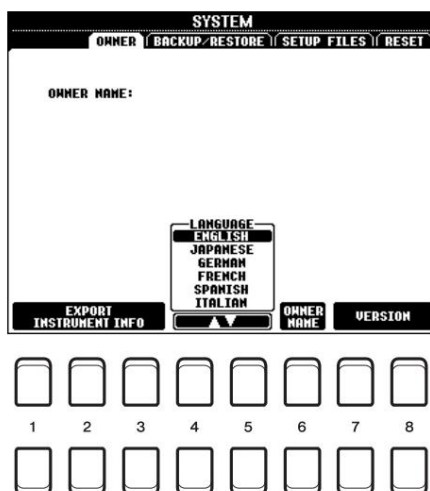 SYSTEM
OWNER BACKUP/RESTORE SETUP FILES RESET
OWNER NAME:
LANGUAGE
ENGLISH
JAPANESE
GERMAN
FRENCH
SPANISH
ITALIAN
EXPORT
INSTRUMENT INFO
OWNER
NAME
VERSION
1 2 3 4 5 6 7 8